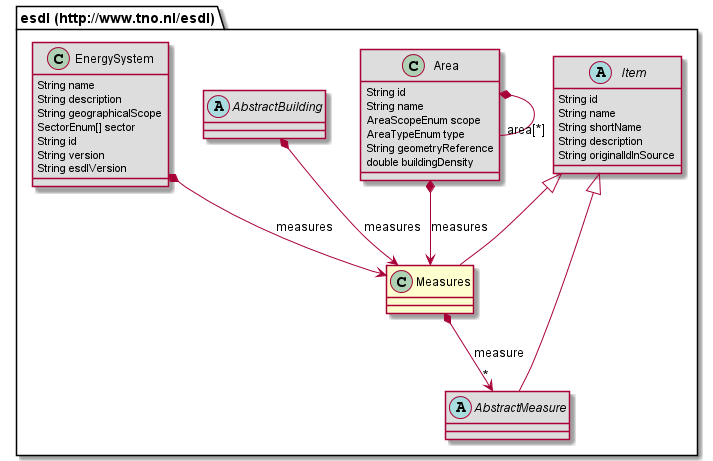 esdl (http://www.tno.nl/esdl)
C EnergySystem
String name
String description
String geographicalScope
SectorEnum[] sector
String id
String version
String esdlVersion
A AbstractBuilding
C Area
String id
String name
AreaScopeEnum scope
AreaTypeEnum type
String geometryReference
double buildingDensity
area[*]
A Item
String id
String name
String shortName
String description
String originalIdInSource
measures
measures
measures
C Measures
measure
*
A AbstractMeasure